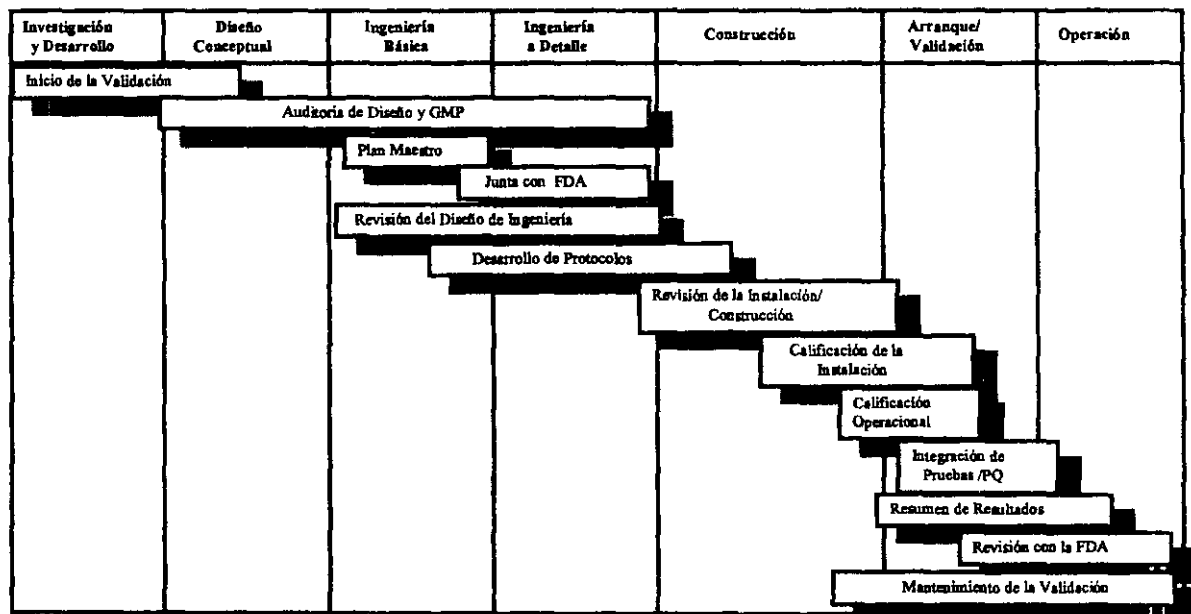 Investigación
y Desarrollo
Diseño
Conceptual
Ingeniería
Básica
Ingeniería
a Detalle
Construcción
Arranque/
Validación
Operación
Inicio de la Validación
Auditoria de Diseño y GMP
Plan Maestro
Junta con FDA
Revisión del Diseño de Ingeniería
Desarrollo de Protocolos
Revisión de la Instalación/
Construcción
Calificación de la
Instalación
Calificación
Operacional
Integración de
Pruebas /PQ
Resumen de Resultados
Revisión con la FDA
Mantenimiento de la Validación